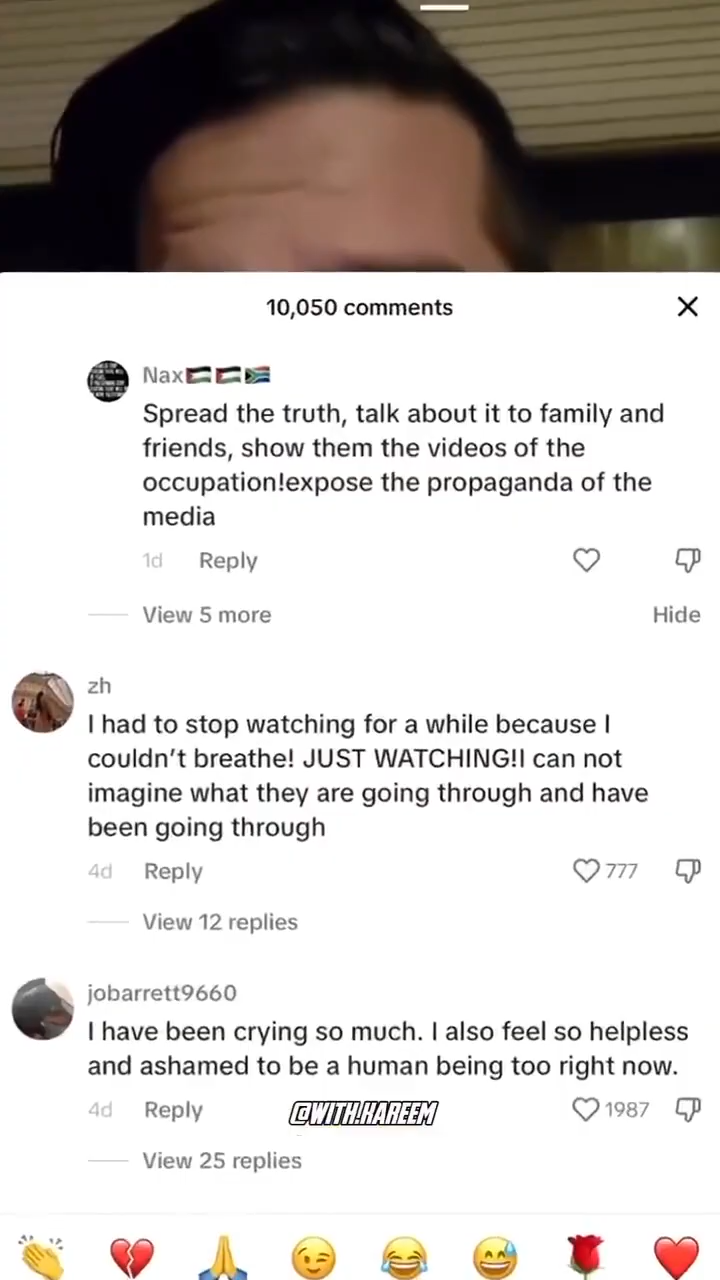 10,050 comments
Nax🇵🇸🇵🇸🇿🇦
Spread the truth, talk about it to family and
friends, show them the videos of the
occupation!expose the propaganda of the
media
1d Reply
View 5 more Hide
zh
I had to stop watching for a while because I
couldn't breathe! JUST WATCHING!I can not
imagine what they are going through and have
been going through
4d Reply 777
View 12 replies
jobarrett9660
I have been crying so much. I also feel so helpless
and ashamed to be a human being too right now.
4d Reply @WITH.KAREEM 1987
View 25 replies